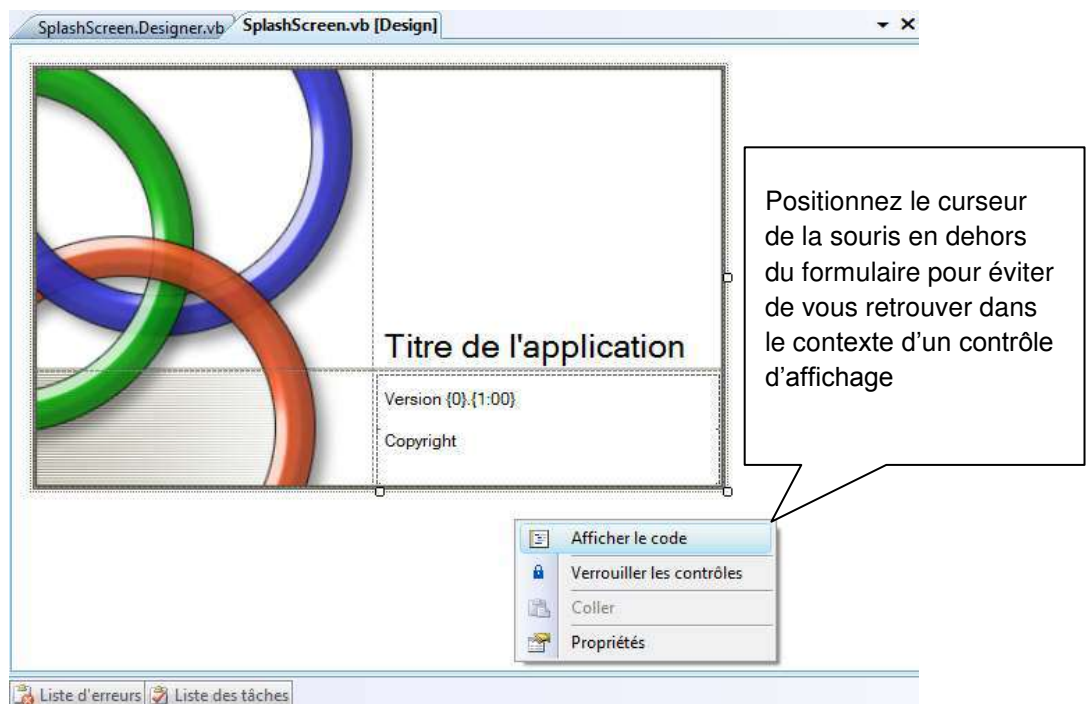 SplashScreen.Designer.vb SplashScreen.vb [Design]
Titre de l'application
Version {0}.{1:00}
Copyright
Positionnez le curseur
de la souris en dehors
du formulaire pour éviter
de vous retrouver dans
le contexte d’un contrôle
d’affichage
Afficher le code
Verrouiller les contrôles
Coller
Propriétés
Liste d'erreurs Liste des tâches